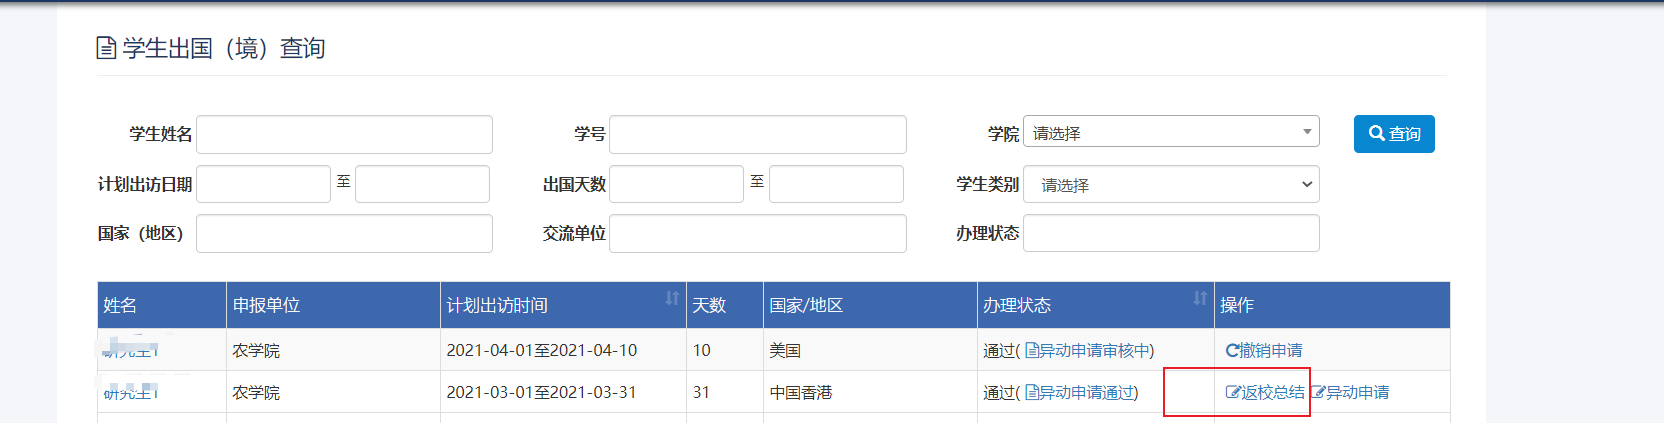 学生出国（境）查询
学生姓名 学号 学院 请选择 查询
计划出访日期 至 出国天数 至 学生类别 请选择
国家（地区） 交流单位 办理状态
姓名 申报单位 计划出访时间 天数 国家/地区 办理状态 操作
农学院 2021-04-01至2021-04-10 10 美国 通过( 异动申请审核中) 撤销申请
农学院 2021-03-01至2021-03-31 31 中国香港 通过( 异动申请通过) 返校总结 异动申请